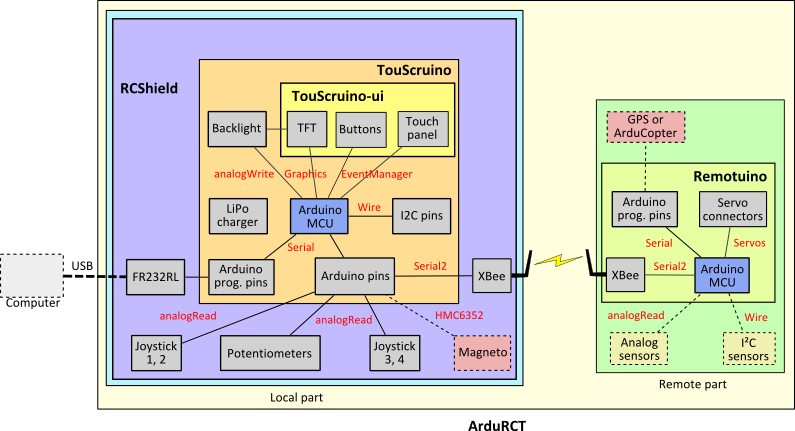 TouScruino
RCShield
TouScruino-ui
Backlight
TFT
Buttons
Touch
panel
GPS or
ArduCopter
analogWrite
Graphics
EventManager
Remotuino
LiPo
charger
Arduino
MCU
Wire
I2C pins
Arduino
prog. pins
Servo
connectors
Serial
Serial
Servos
USB
FR232RL
Arduino
prog. pins
Arduino pins
Serial2
XBee
XBee
Serial2
Arduino
MCU
Computer
analogRead
analogRead
HMC6352
analogRead
Wire
Joystick
1, 2
Potentiometers
Joystick
3, 4
Magneto
Analog
sensors
I²C
sensors
Local part
Remote part
ArduRCT